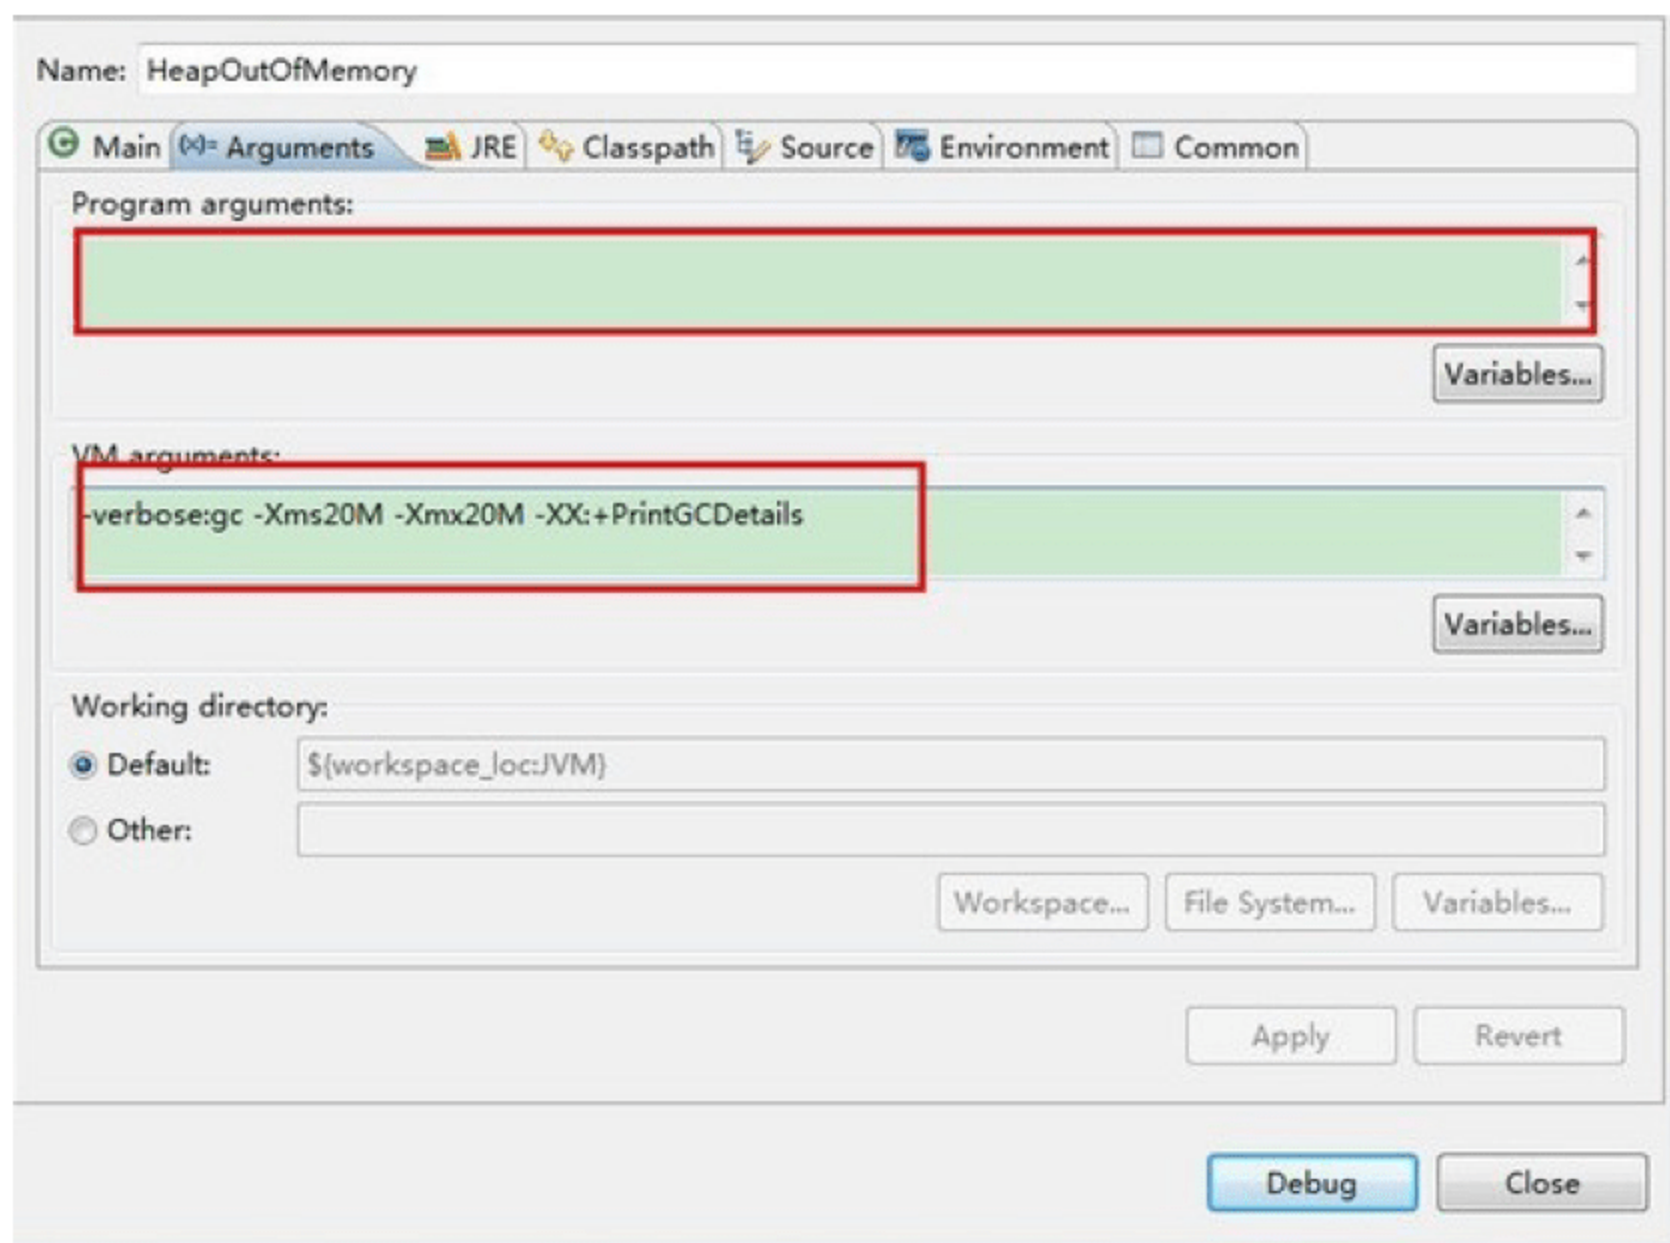 Name: HeapOutOfMemory
Main (x)= Arguments JRE Classpath Source Environment Common
Program arguments:
Variables...
VM arguments:
-verbose:gc -Xms20M -Xmx20M -XX:+PrintGCDetails
Variables...
Working directory:
Default: ${workspace_loc:JVM}
Other:
Workspace... File System... Variables...
Apply Revert
Debug Close